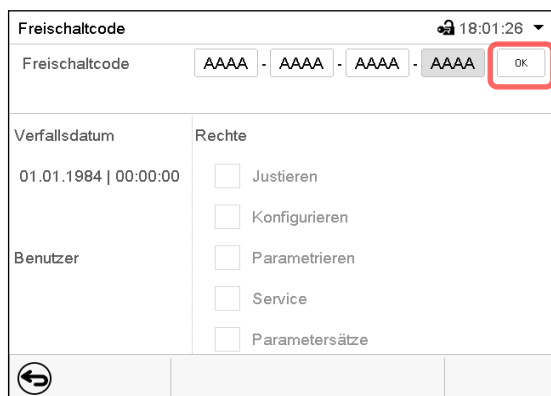 Freischaltcode 18:01:26
Freischaltcode AAAA - AAAA - AAAA - AAAA OK
Verfallsdatum Rechte
01.01.1984 | 00:00:00 Justieren
Konfigurieren
Benutzer Parametrieren
Service
Parametersätze